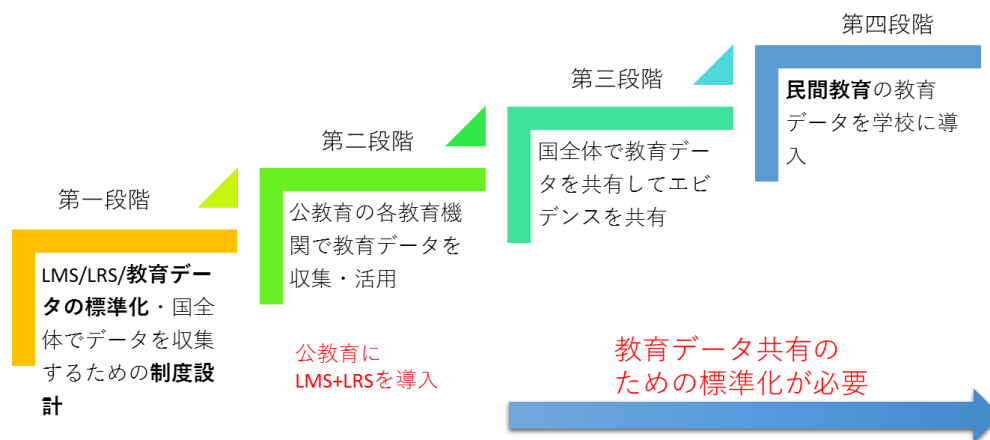 第一段階
LMS/LRS/教育デー
タの標準化・国全
体でデータを収集
するための制度設
計
第二段階
公教育の各教育機
関で教育データを
収集・活用
公教育に
LMS+LRSを導入
第三段階
国全体で教育デー
タを共有してエビ
デンスを共有
第四段階
民間教育の教育
データを学校に導
入
教育データ共有の
ための標準化が必要